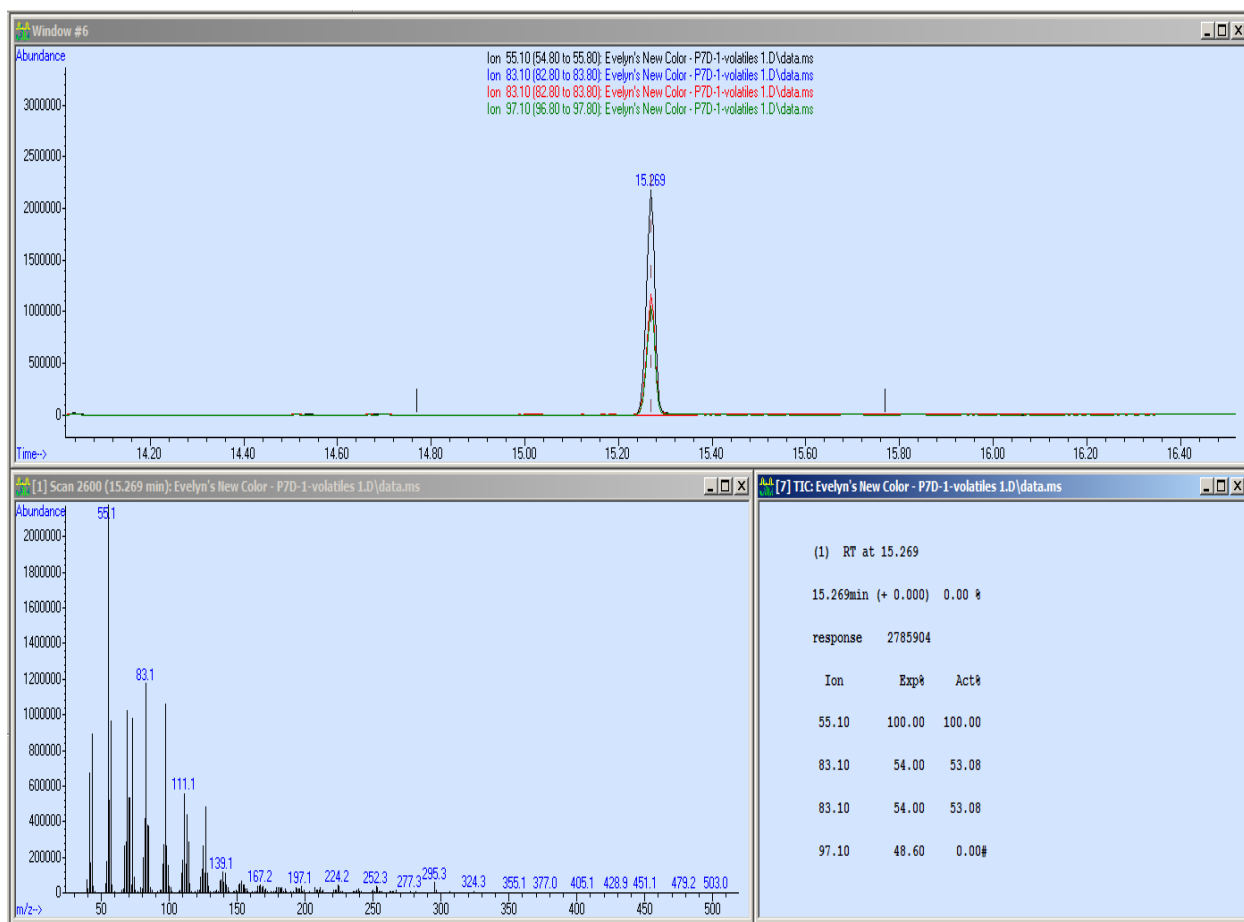 Window #6
Abundance
Ion 55.10 (54.80 to 55.80): Evelyn's New Color - P7D-1-volatiles 1.D\data.ms
Ion 83.10 (82.80 to 83.80): Evelyn's New Color - P7D-1-volatiles 1.D\data.ms
Ion 83.10 (82.80 to 83.80): Evelyn's New Color - P7D-1-volatiles 1.D\data.ms
Ion 97.10 (96.80 to 97.80): Evelyn's New Color - P7D-1-volatiles 1.D\data.ms
3000000
2500000
2000000
1500000
1000000
500000
0
15.269
Time-->
14.20 14.40 14.60 14.80 15.00 15.20 15.40 15.60 15.80 16.00 16.20 16.40
[1] Scan 2600 (15.269 min): Evelyn's New Color - P7D-1-volatiles 1.D\data.ms
Abundance
2000000
1800000
1600000
1400000
1200000
1000000
800000
600000
400000
200000
0
55.1
83.1
111.1
139.1
167.2 197.1 224.2 252.3 277.3 295.3 324.3 355.1 377.0 405.1 428.9 451.1 479.2 503.0
m/z-->
50 100 150 200 250 300 350 400 450 500
[7] TIC: Evelyn's New Color - P7D-1-volatiles 1.D\data.ms
(1) RT at 15.269
15.269min (+ 0.000) 0.00 %
response 2785904
Ion Exp% Act%
55.10 100.00 100.00
83.10 54.00 53.08
83.10 54.00 53.08
97.10 48.60 0.00#